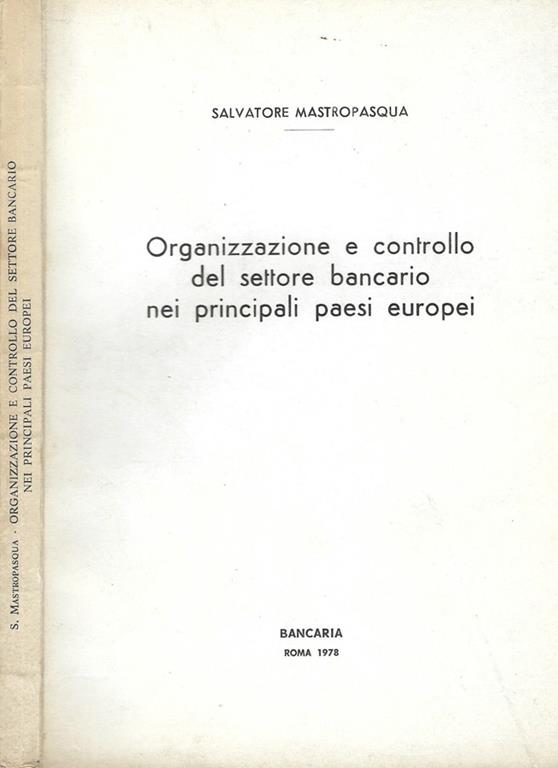 S. MASTROPASQUA - ORGANIZZAZIONE E CONTROLLO DEL SETTORE BANCARIO
NEI PRINCIPALI PAESI EUROPEI
SALVATORE MASTROPASQUA
Organizzazione e controllo
del settore bancario
nei principali paesi europei
BANCARIA
ROMA 1978